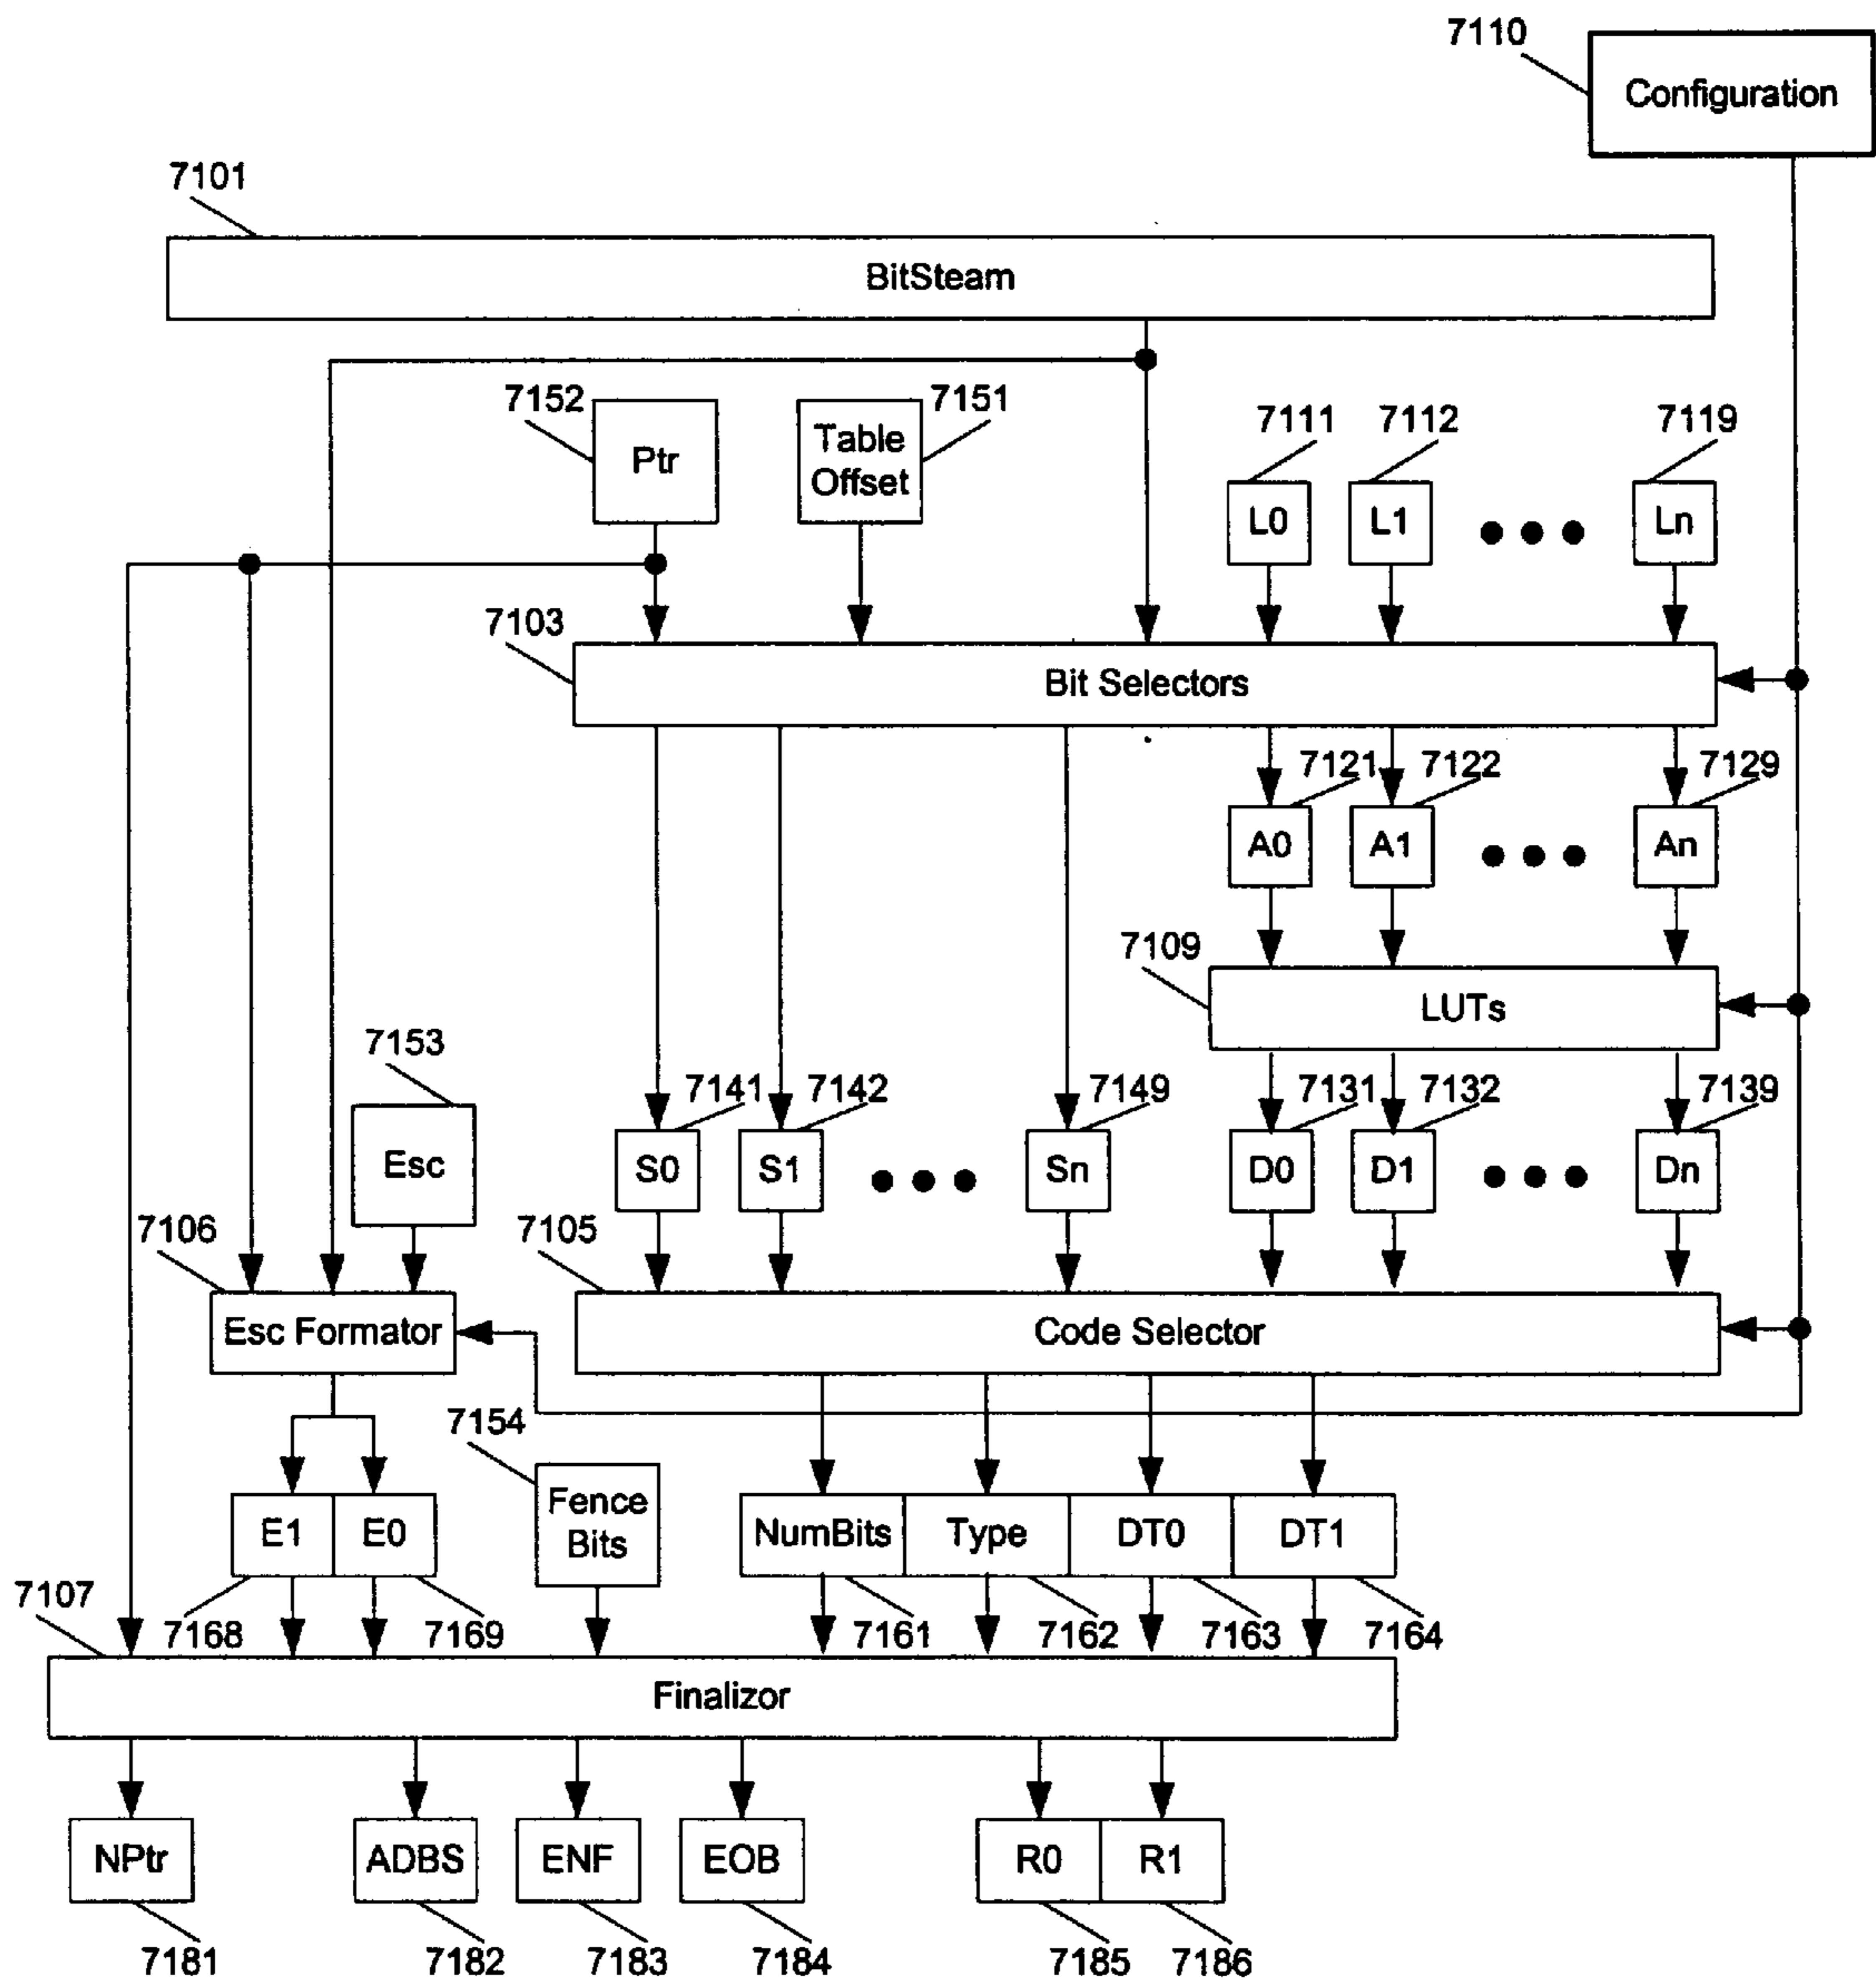 7110
Configuration
7101
BitSteam
7152
Ptr
7151
Table
Offset
7111
7112
7119
L0
L1
Ln
7103
Bit Selectors
7121
7122
7129
A0
A1
An
7109
LUTs
7153
Esc
7141
7142
7149
7131
7132
7139
S0
S1
Sn
D0
D1
Dn
7106
Esc Formator
7105
Code Selector
7154
Fence
Bits
E1
E0
NumBits
Type
DT0
DT1
7107
7168
7169
7161
7162
7163
7164
Finalizor
NPtr
ADBS
ENF
EOB
R0
R1
7181
7182
7183
7184
7185
7186